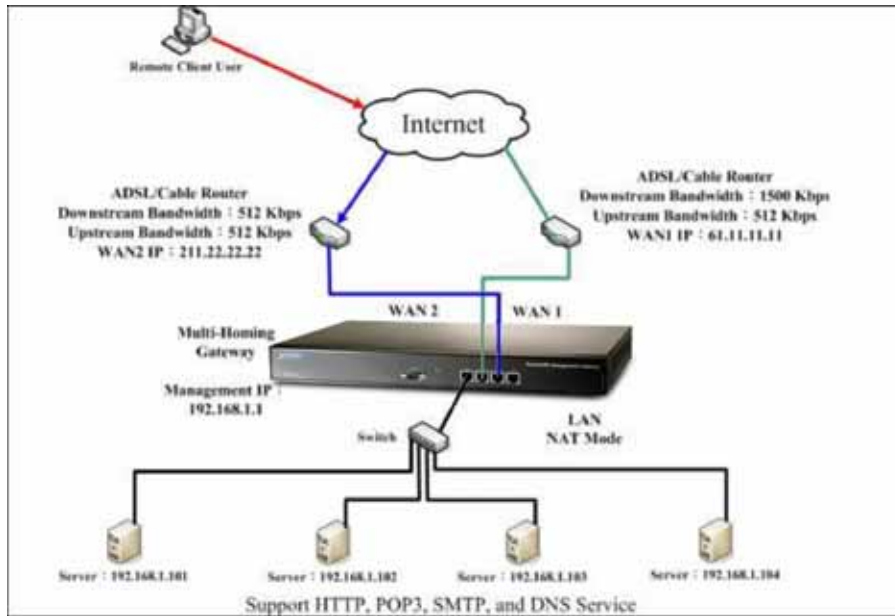 Remote Client User
Internet
ADSL/Cable Router
Downstream Bandwidth：512 Kbps
Upstream Bandwidth：512 Kbps
WAN2 IP：211.22.22.22
ADSL/Cable Router
Downstream Bandwidth：1500 Kbps
Upstream Bandwidth：512 Kbps
WAN1 IP：61.11.11.11
WAN 2
WAN 1
Multi-Homing
Gateway
Management IP：
192.168.1.1
LAN
NAT Mode
Switch
Server：192.168.1.101
Server：192.168.1.102
Server：192.168.1.103
Server：192.168.1.104
Support HTTP, POP3, SMTP, and DNS Service